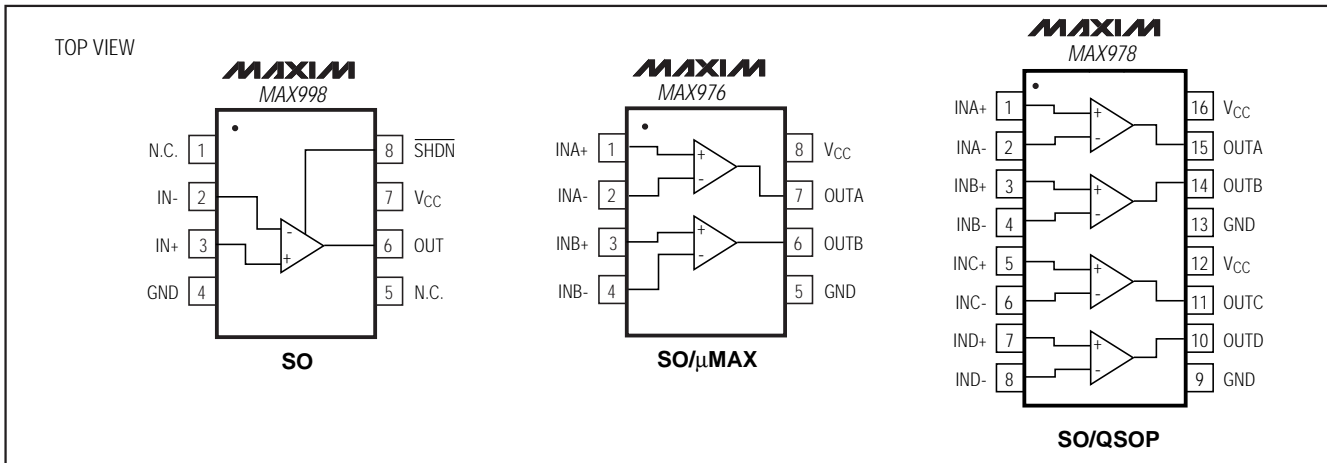 TOP VIEW
MAXIM
MAX998
N.C. 1
IN- 2
IN+ 3
GND 4
8 SHDN
7 VCC
6 OUT
5 N.C.
- +
SO
MAXIM
MAX976
INA+ 1
INA- 2
INB+ 3
INB- 4
8 VCC
7 OUTA
6 OUTB
5 GND
+ -
+ -
SO/μMAX
MAXIM
MAX978
INA+ 1
INA- 2
INB+ 3
INB- 4
INC+ 5
INC- 6
IND+ 7
IND- 8
16 VCC
15 OUTA
14 OUTB
13 GND
12 VCC
11 OUTC
10 OUTD
9 GND
+ -
+ -
+ -
+ -
SO/QSOP